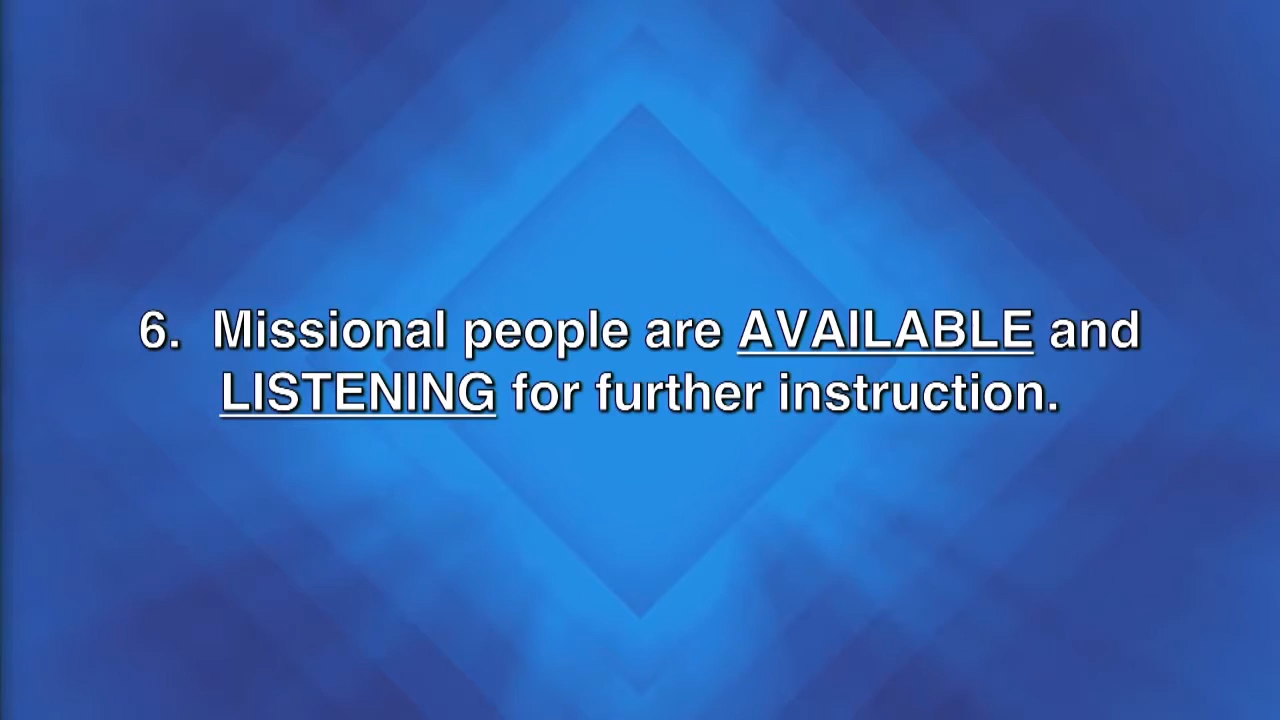 6. Missional people are AVAILABLE and
LISTENING for further instruction.